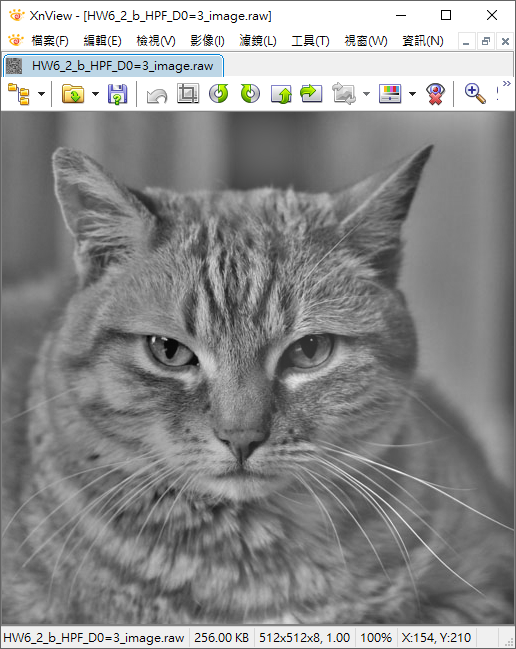 XnView - [HW6_2_b_HPF_D0=3_image.raw]
檔案(F) 編輯(E) 檢視(V) 影像(I) 濾鏡(L) 工具(T) 視窗(W) 資訊(N)
HW6_2_b_HPF_D0=3_image.raw
HW6_2_b_HPF_D0=3_image.raw 256.00 KB 512x512x8, 1.00 100% X:154, Y:210